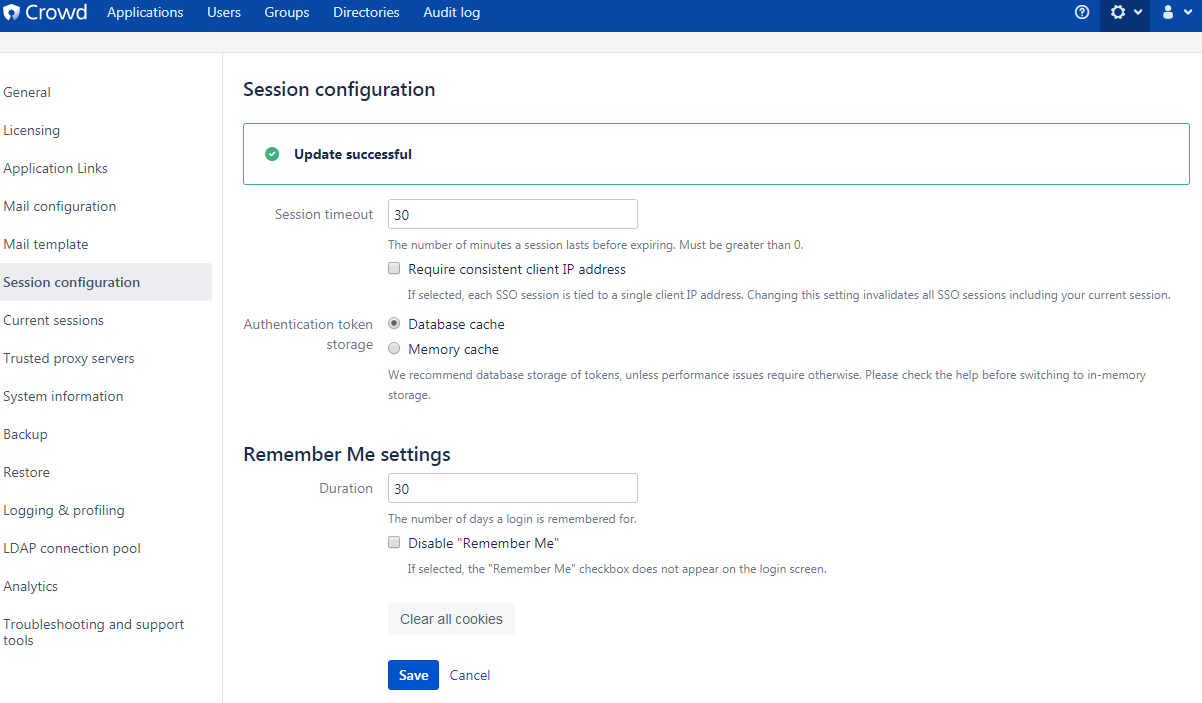 Crowd Applications Users Groups Directories Audit log
General
Licensing
Application Links
Mail configuration
Mail template
Session configuration
Current sessions
Trusted proxy servers
System information
Backup
Restore
Logging & profiling
LDAP connection pool
Analytics
Troubleshooting and support
tools
Session configuration
Update successful
Session timeout 30
The number of minutes a session lasts before expiring. Must be greater than 0.
Require consistent client IP address
If selected, each SSO session is tied to a single client IP address. Changing this setting invalidates all SSO sessions including your current session.
Authentication token
storage
Database cache
Memory cache
We recommend database storage of tokens, unless performance issues require otherwise. Please check the help before switching to in-memory
storage.
Remember Me settings
Duration 30
The number of days a login is remembered for.
Disable "Remember Me"
If selected, the "Remember Me" checkbox does not appear on the login screen.
Clear all cookies
Save Cancel